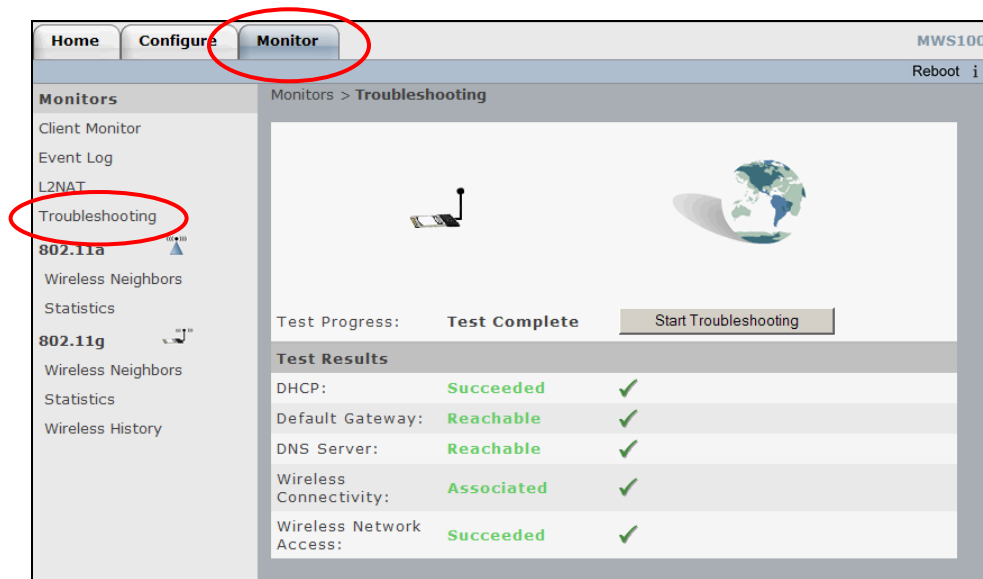 Home Configure Monitor MWS100
Reboot i
Monitors
Monitors > Troubleshooting
Client Monitor
Event Log
L2NAT
Troubleshooting
802.11a
Wireless Neighbors
Statistics
802.11g
Wireless Neighbors
Statistics
Wireless History
Test Progress: Test Complete Start Troubleshooting
Test Results
DHCP: Succeeded
Default Gateway: Reachable
DNS Server: Reachable
Wireless
Connectivity: Associated
Wireless Network
Access: Succeeded